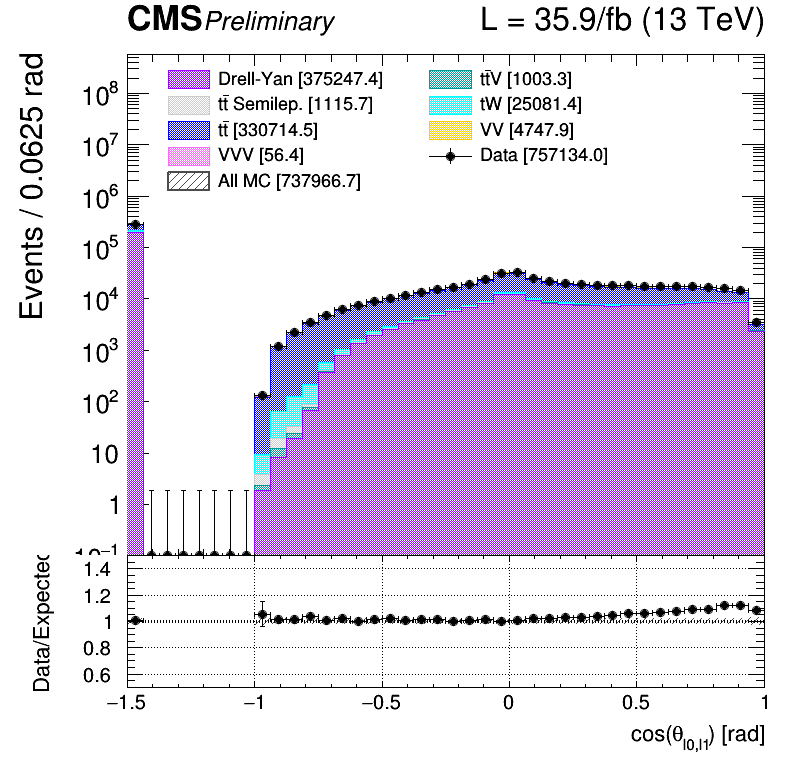 CMS Preliminary L = 35.9/fb (13 TeV)
Events / 0.0625 rad
Drell-Yan [375247.4]
tt̄ Semilep. [1115.7]
tt̄ [330714.5]
VVV [56.4]
All MC [737966.7]
tt̄V [1003.3]
tW [25081.4]
VV [4747.9]
Data [757134.0]
10⁸
10⁷
10⁶
10⁵
10⁴
10³
10²
10
1
10⁻¹
Data/Expected
1.4
1.2
1
0.8
0.6
−1.5 −1 −0.5 0 0.5 1
cos(θ_l0,l1) [rad]